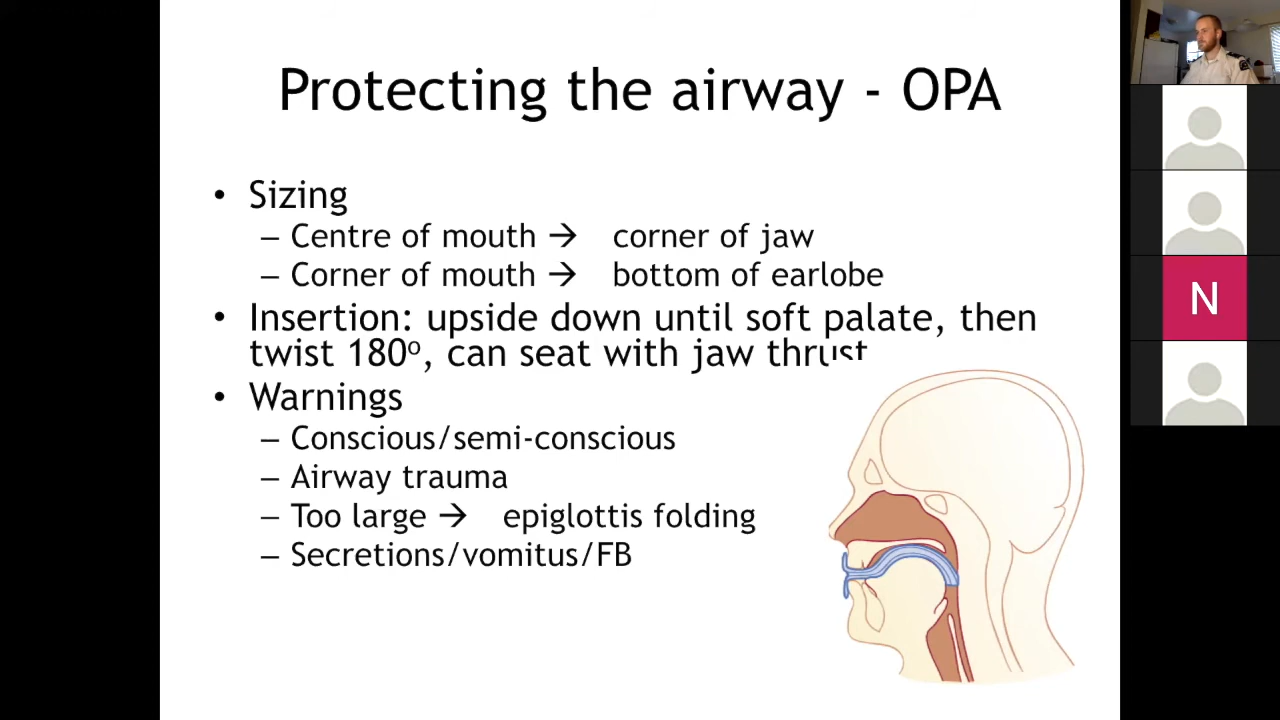 Protecting the airway - OPA
• Sizing
– Centre of mouth → corner of jaw
– Corner of mouth → bottom of earlobe
• Insertion: upside down until soft palate, then
twist 180º, can seat with jaw thrust
• Warnings
– Conscious/semi-conscious
– Airway trauma
– Too large → epiglottis folding
– Secretions/vomitus/FB
N